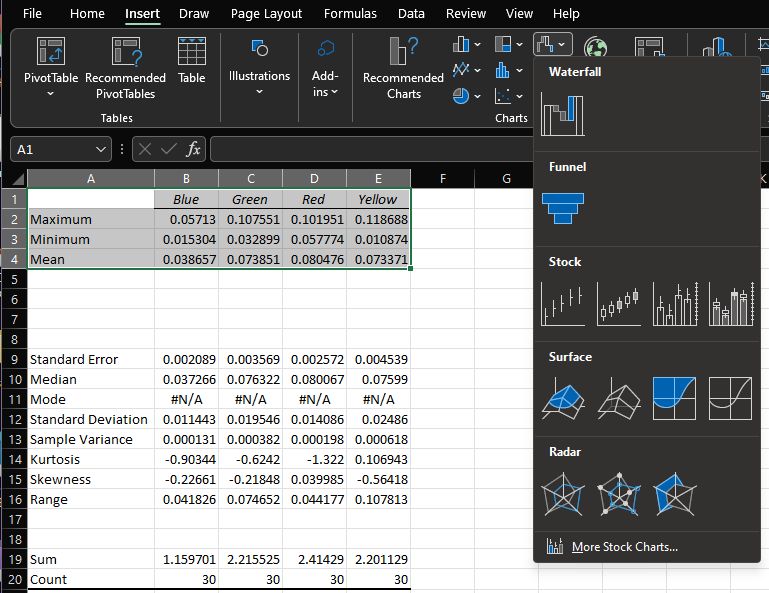 File Home Insert Draw Page Layout Formulas Data Review View Help
PivotTable Recommended PivotTables Table Illustrations Add-ins Recommended Charts
Tables Charts
A1 fx
A B C D E F G K
1 Blue Green Red Yellow
2 Maximum 0.05713 0.107551 0.101951 0.118688
3 Minimum 0.015304 0.032899 0.057774 0.010874
4 Mean 0.038657 0.073851 0.080476 0.073371
5
6
7
8
9 Standard Error 0.002089 0.003569 0.002572 0.004539
10 Median 0.037266 0.076322 0.080067 0.07599
11 Mode #N/A #N/A #N/A #N/A
12 Standard Deviation 0.011443 0.019546 0.014086 0.02486
13 Sample Variance 0.000131 0.000382 0.000198 0.000618
14 Kurtosis -0.90344 -0.6242 -1.322 0.106943
15 Skewness -0.22661 -0.21848 0.039985 -0.56418
16 Range 0.041826 0.074652 0.044177 0.107813
17
18
19 Sum 1.159701 2.215525 2.41429 2.201129
20 Count 30 30 30 30
Waterfall
Funnel
Stock
Surface
Radar
More Stock Charts...